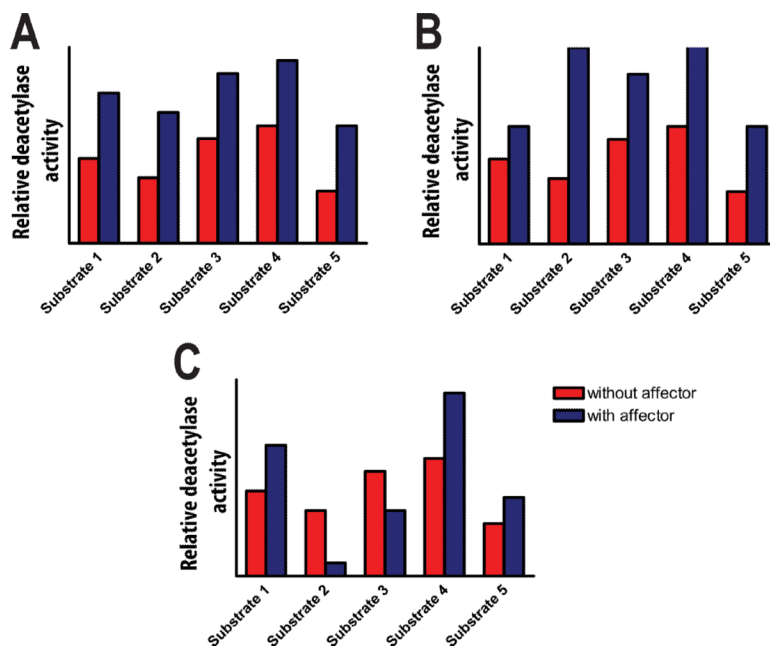 A
Relative deacetylase
activity
Substrate 1
Substrate 2
Substrate 3
Substrate 4
Substrate 5
B
Relative deacetylase
activity
Substrate 1
Substrate 2
Substrate 3
Substrate 4
Substrate 5
C
Relative deacetylase
activity
Substrate 1
Substrate 2
Substrate 3
Substrate 4
Substrate 5
without affector
with affector